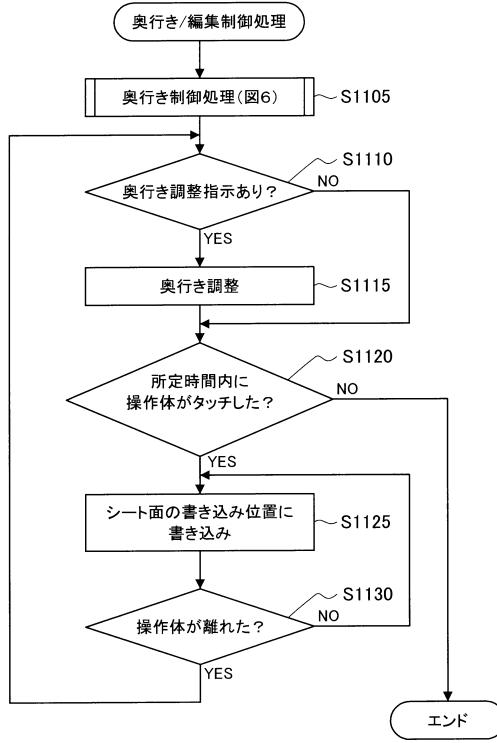 奥行き/編集制御処理
奥行き制御処理(図6)
S1105
奥行き調整指示あり?
S1110
NO
YES
奥行き調整
S1115
所定時間内に
操作体がタッチした?
S1120
NO
YES
シート面の書き込み位置に
書き込み
S1125
操作体が離れた?
S1130
NO
YES
エンド